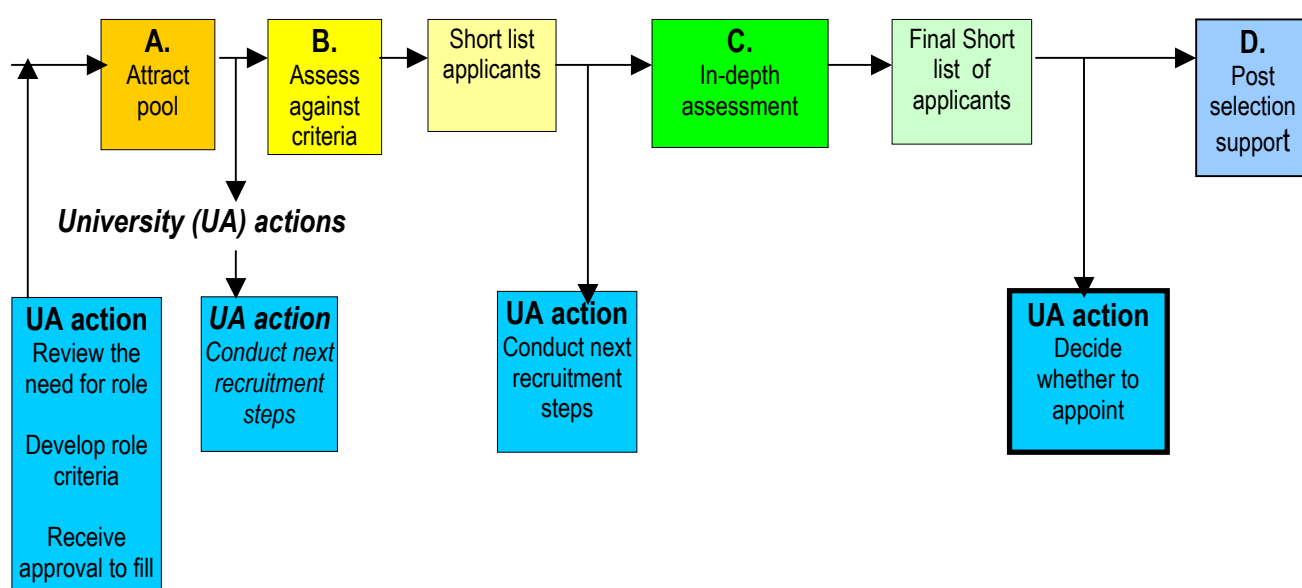 A.
Attract
pool
B.
Assess
against
criteria
Short list
applicants
C.
In-depth
assessment
Final Short
list of
applicants
D.
Post
selection
support
University (UA) actions
UA action
Review the
need for role
Develop role
criteria
Receive
approval to fill
UA action
Conduct next
recruitment
steps
UA action
Conduct next
recruitment
steps
UA action
Decide
whether to
appoint